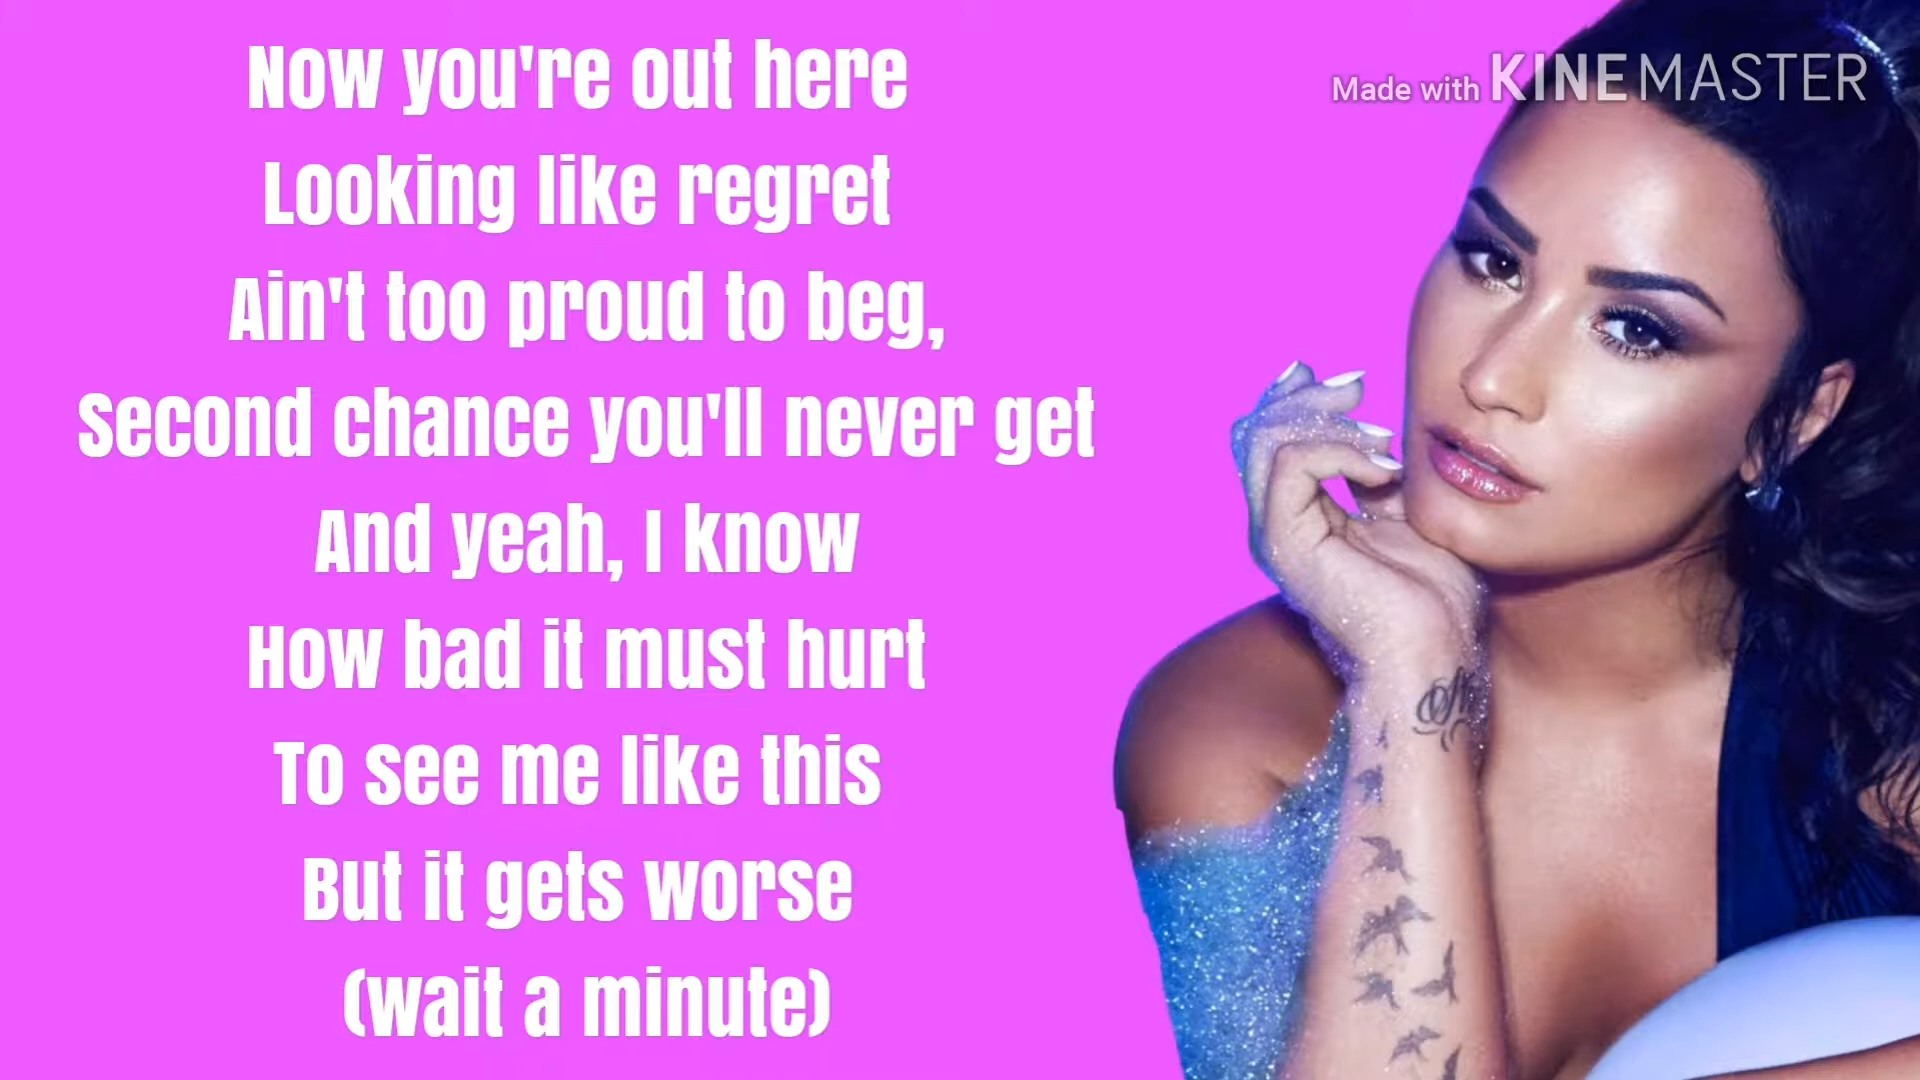 Now you're out here
Looking like regret
Ain't too proud to beg,
Second chance you'll never get
And yeah, I know
How bad it must hurt
To see me like this
But it gets worse
(wait a minute)
Made with KINEMASTER